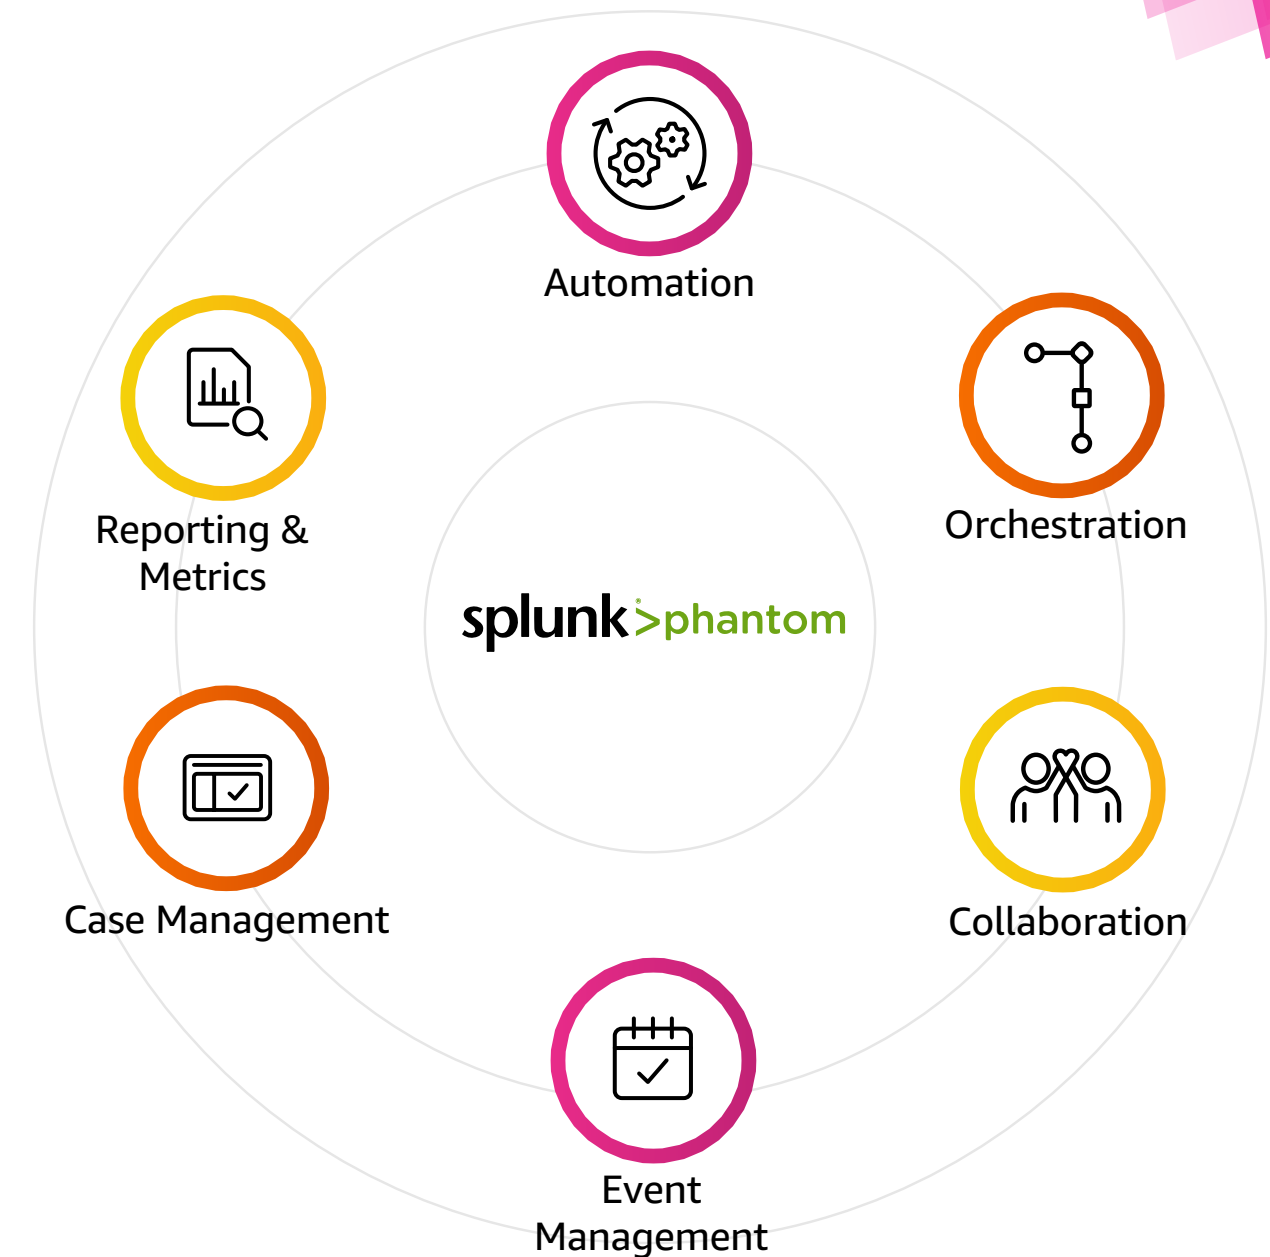 Automation
Orchestration
Reporting &
Metrics
splunk>phantom
Case Management
Collaboration
Event
Management